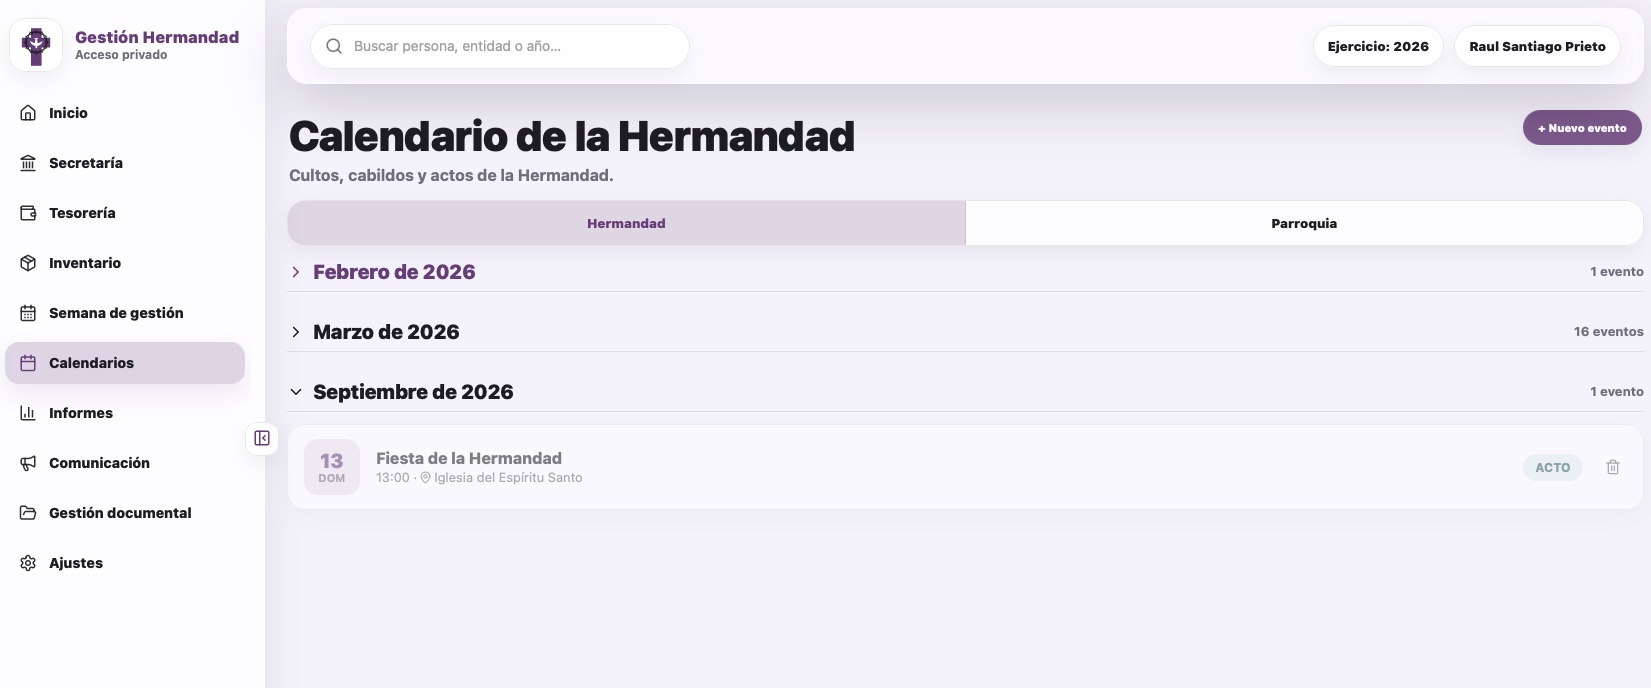 Gestión Hermandad
Acceso privado
Inicio
Secretaría
Tesorería
Inventario
Semana de gestión
Calendarios
Informes
Comunicación
Gestión documental
Ajustes
Buscar persona, entidad o año...
Ejercicio: 2026
Raul Santiago Prieto
Calendario de la Hermandad
+ Nuevo evento
Cultos, cabildos y actos de la Hermandad.
Hermandad
Parroquia
Febrero de 2026
1 evento
Marzo de 2026
16 eventos
Septiembre de 2026
1 evento
13
DOM
Fiesta de la Hermandad
13:00 · Iglesia del Espíritu Santo
ACTO